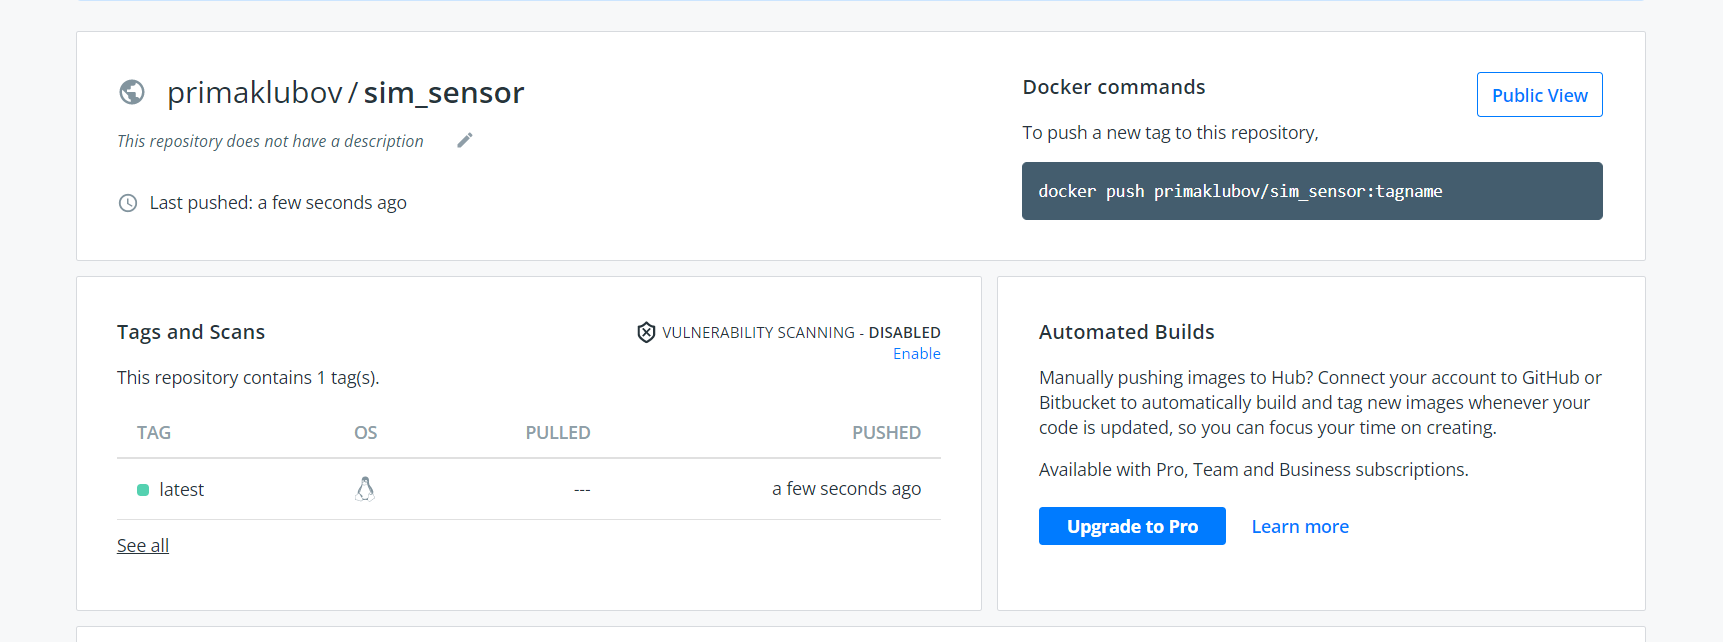 primaklubov / sim_sensor
This repository does not have a description
Last pushed: a few seconds ago
Docker commands
Public View
To push a new tag to this repository,
docker push primaklubov/sim_sensor:tagname
Tags and Scans
VULNERABILITY SCANNING - DISABLED
Enable
This repository contains 1 tag(s).
TAG OS PULLED PUSHED
latest --- a few seconds ago
See all
Automated Builds
Manually pushing images to Hub? Connect your account to GitHub or
Bitbucket to automatically build and tag new images whenever your
code is updated, so you can focus your time on creating.
Available with Pro, Team and Business subscriptions.
Upgrade to Pro Learn more